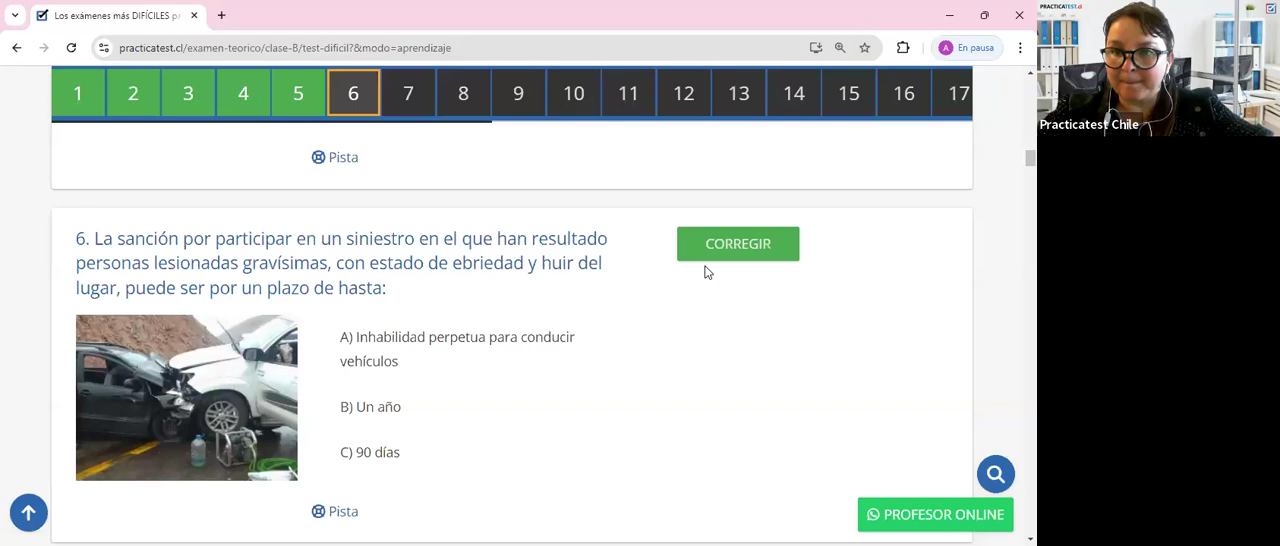 Los exámenes más DIFÍCILES pa
practicatest.cl/examen-teorico/clase-B/test-dificil?&modo=aprendizaje
A
En pausa
PRACTICATEST.cl
1 2 3 4 5 6 7 8 9 10 11 12 13 14 15 16 17
Practicatest Chile
Pista
6. La sanción por participar en un siniestro en el que han resultado
personas lesionadas gravísimas, con estado de ebriedad y huir del
lugar, puede ser por un plazo de hasta:
CORREGIR
A) Inhabilidad perpetua para conducir
vehículos
B) Un año
C) 90 días
Pista
PROFESOR ONLINE